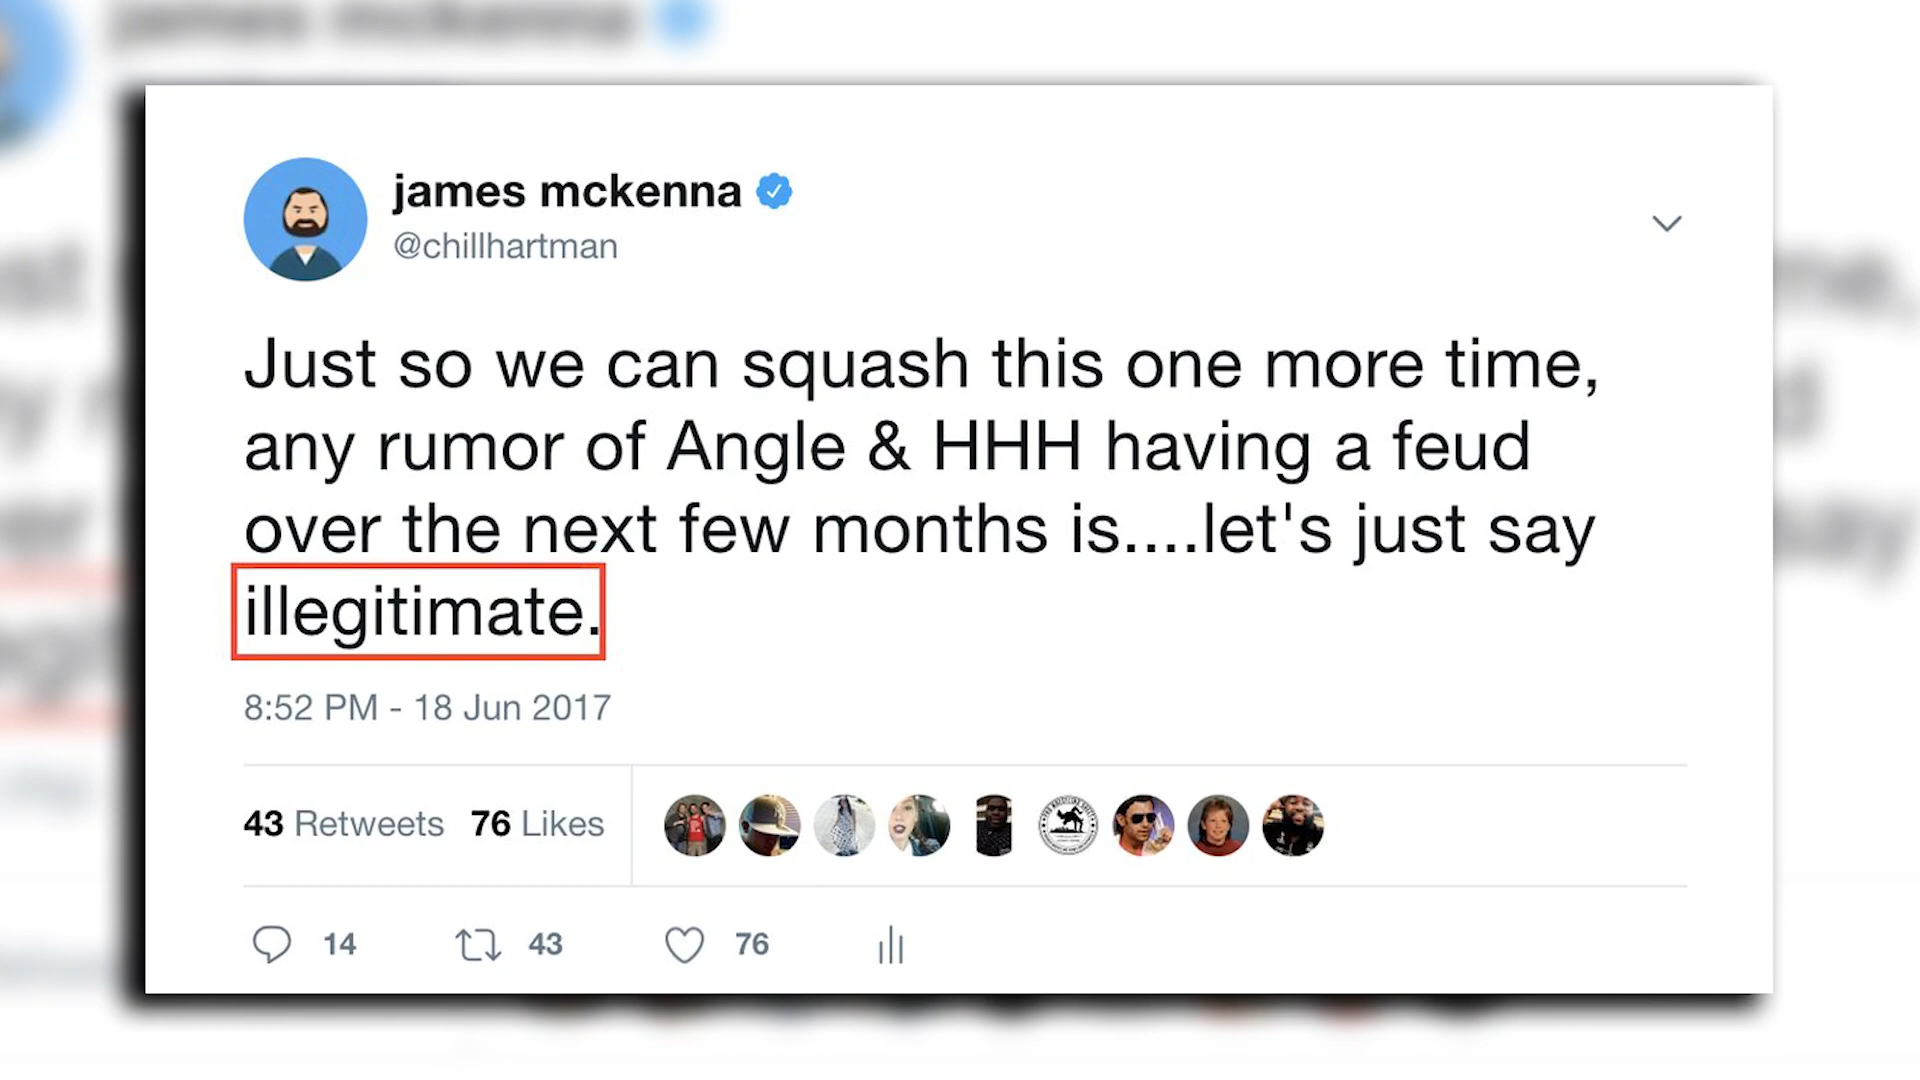 james mckenna
@chillhartman
Just so we can squash this one more time,
any rumor of Angle & HHH having a feud
over the next few months is....let's just say
illegitimate.
8:52 PM - 18 Jun 2017
43 Retweets 76 Likes
14 43 76